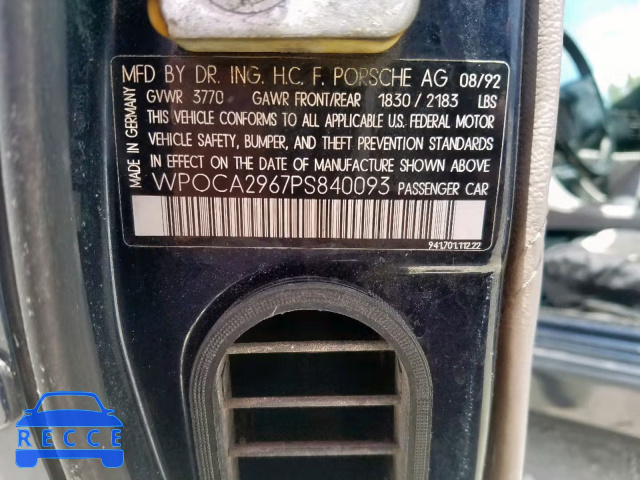 MFD BY DR. ING. H.C. F. PORSCHE AG 08/92
GVWR 3770 GAWR FRONT/REAR 1830/2183 LBS
THIS VEHICLE CONFORMS TO ALL APPLICABLE U.S. FEDERAL MOTOR
VEHICLE SAFETY, BUMPER, AND THEFT PREVENTION STANDARDS
IN EFFECT ON THE DATE OF MANUFACTURE SHOWN ABOVE
WPOCA2967PS840093 PASSENGER CAR
MADE IN GERMANY
941.701.112.22
RECCE